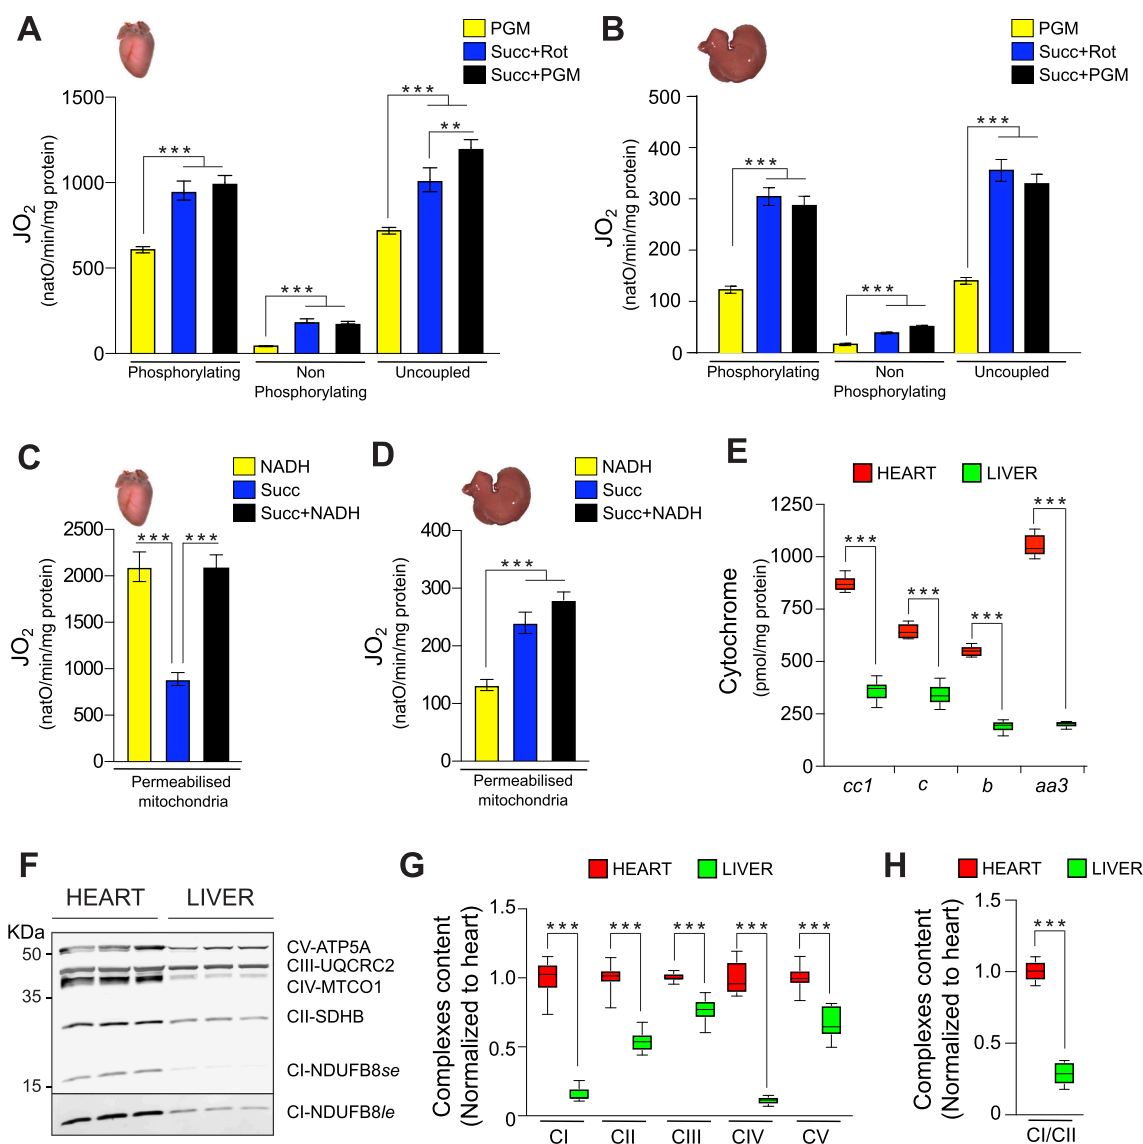 A
PGM
Succ+Rot
Succ+PGM
***
***
***
**
1500
1000
500
0
JO2
(natO/min/mg protein)
Phosphorylating
Non
Phosphorylating
Uncoupled
B
PGM
Succ+Rot
Succ+PGM
***
***
***
500
400
300
200
100
0
JO2
(natO/min/mg protein)
Phosphorylating
Non
Phosphorylating
Uncoupled
C
NADH
Succ
Succ+NADH
*** ***
2500
2000
1500
1000
500
0
JO2
(natO/min/mg protein)
Permeabilised
mitochondria
D
NADH
Succ
Succ+NADH
***
400
300
200
100
0
JO2
(natO/min/mg protein)
Permeabilised
mitochondria
E
HEART LIVER
***
***
***
***
1250
1000
750
500
250
0
Cytochrome
(pmol/mg protein)
cc1 c b aa3
F
HEART LIVER
KDa
50
35
15
CV-ATP5A
CIII-UQCRC2
CIV-MTCO1
CII-SDHB
CI-NDUFB8se
CI-NDUFB8le
G
HEART LIVER
*** *** *** *** ***
1.5
1.0
0.5
0
Complexes content
(Normalized to heart)
CI CII CIII CIV CV
H
HEART LIVER
***
1.5
1.0
0.5
0
Complexes content
(Normalized to heart)
CI/CII